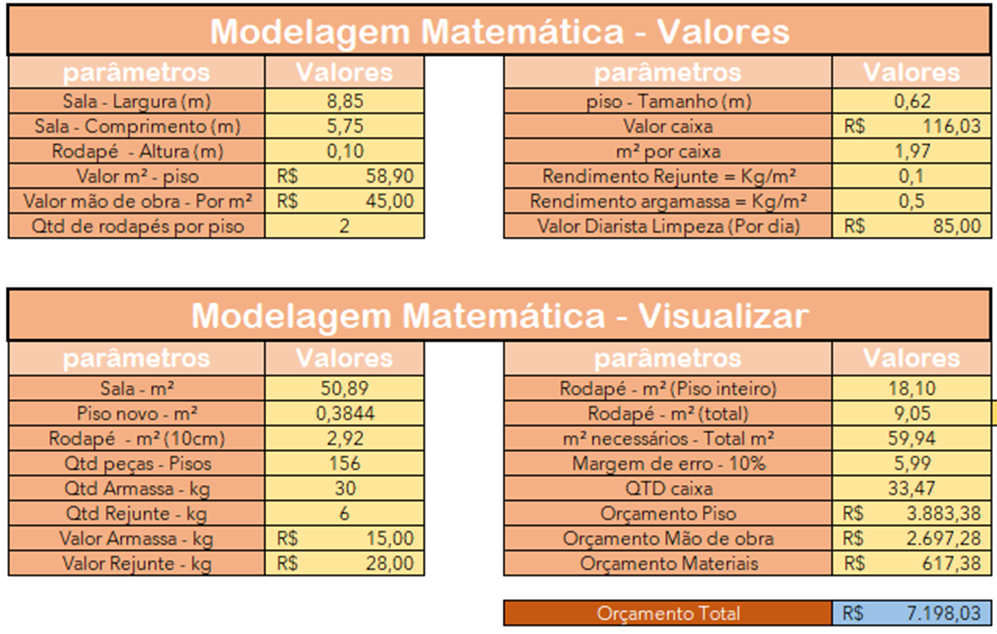 Modelagem Matemática - Valores
parâmetros Valores
Sala - Largura (m) 8,85
Sala - Comprimento (m) 5,75
Rodapé - Altura (m) 0,10
Valor m² - piso R$ 58,90
Valor mão de obra - Por m² R$ 45,00
Qtd de rodapés por piso 2
parâmetros Valores
piso - Tamanho (m) 0,62
Valor caixa R$ 116,03
m² por caixa 1,97
Rendimento Rejunte = Kg/m² 0,1
Rendimento argamassa = Kg/m² 0,5
Valor Diarista Limpeza (Por dia) R$ 85,00
Modelagem Matemática - Visualizar
parâmetros Valores
Sala - m² 50,89
Piso novo - m² 0,3844
Rodapé - m² (10cm) 2,92
Qtd peças - Pisos 156
Qtd Armassa - kg 30
Qtd Rejunte - kg 6
Valor Armassa - kg R$ 15,00
Valor Rejunte - kg R$ 28,00
parâmetros Valores
Rodapé - m² (Piso inteiro) 18,10
Rodapé - m² (total) 9,05
m² necessários - Total m² 59,94
Margem de erro - 10% 5,99
QTD caixa 33,47
Orçamento Piso R$ 3.883,38
Orçamento Mão de obra R$ 2.697,28
Orçamento Materiais R$ 617,38
Orçamento Total R$ 7.198,03